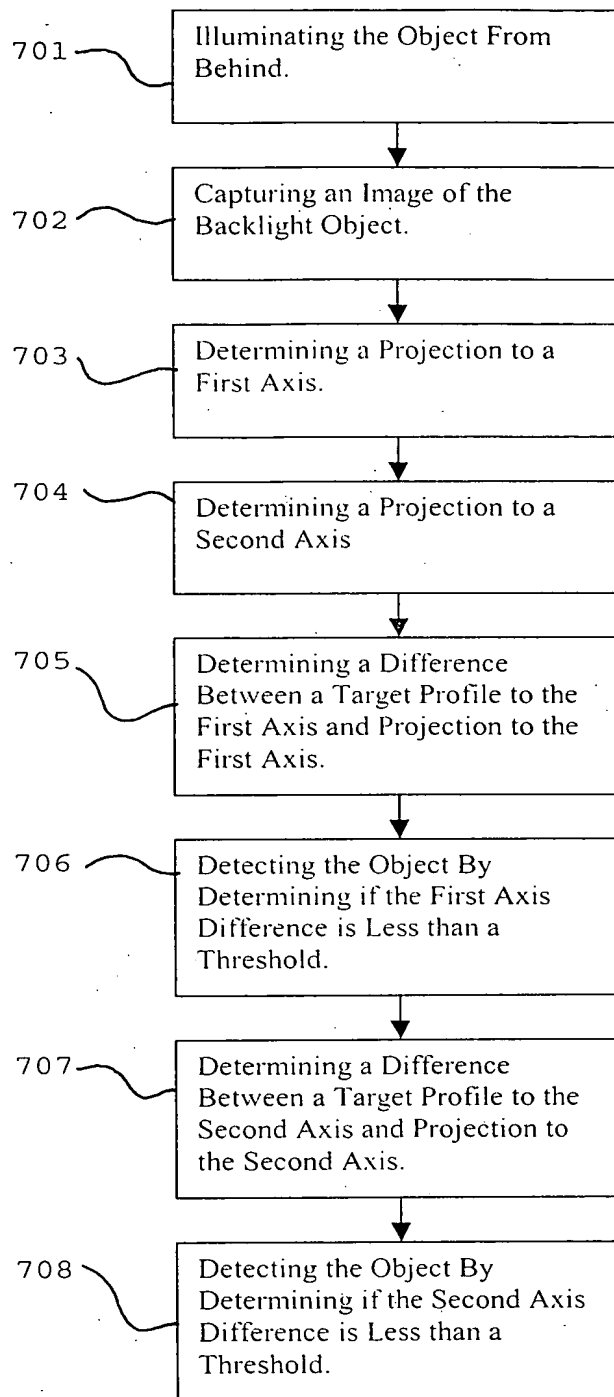 701
Illuminating the Object From
Behind.
702
Capturing an Image of the
Backlight Object.
703
Determining a Projection to a
First Axis.
704
Determining a Projection to a
Second Axis
705
Determining a Difference
Between a Target Profile to the
First Axis and Projection to the
First Axis.
706
Detecting the Object By
Determining if the First Axis
Difference is Less than a
Threshold.
707
Determining a Difference
Between a Target Profile to the
Second Axis and Projection to
the Second Axis.
708
Detecting the Object By
Determining if the Second Axis
Difference is Less than a
Threshold.